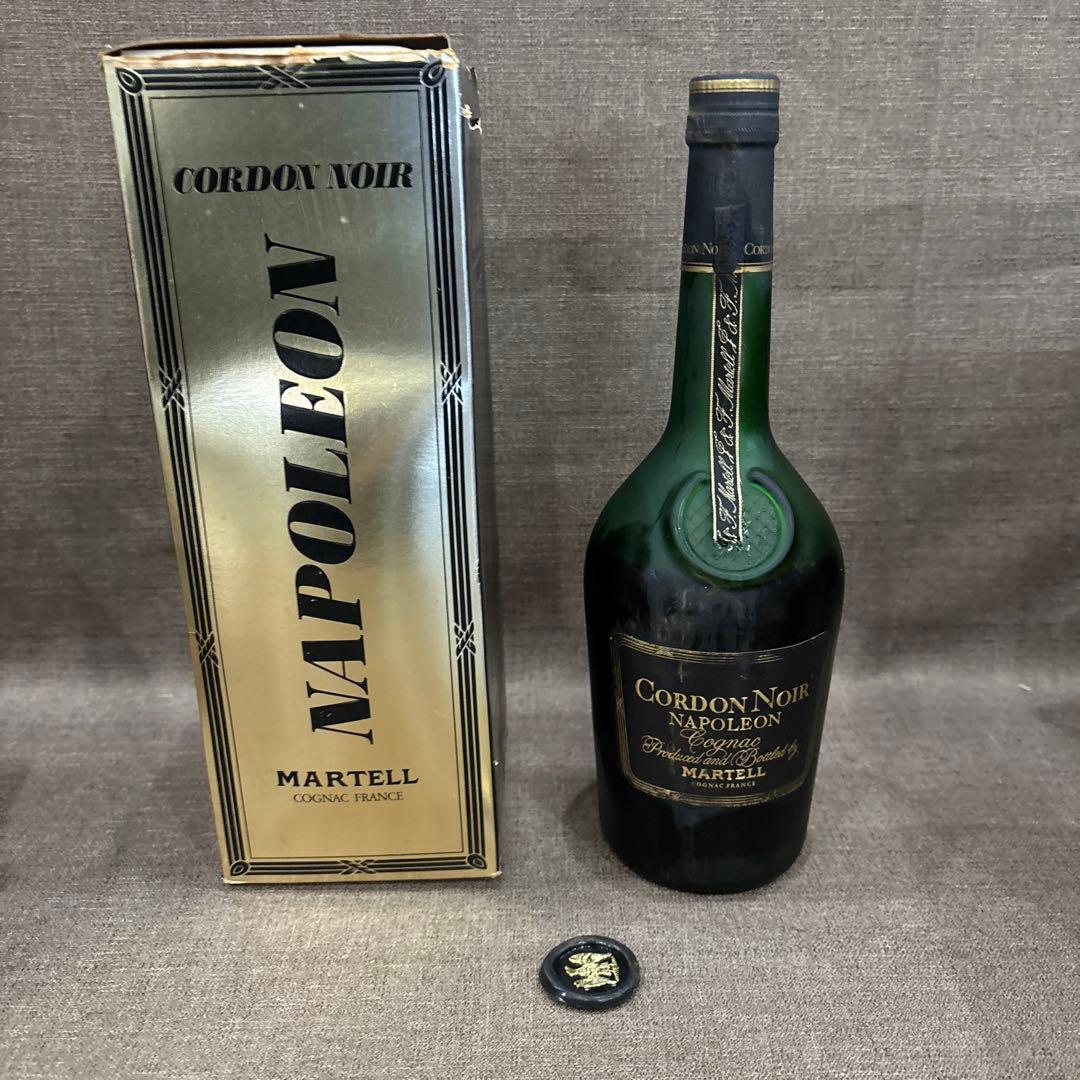 CORDON NOIR
NAPOLEON
MARTELL
COGNAC FRANCE
CORDON NOIR
NAPOLEON
Cognac
Produced and Bottled by
MARTELL
COGNAC FRANCE